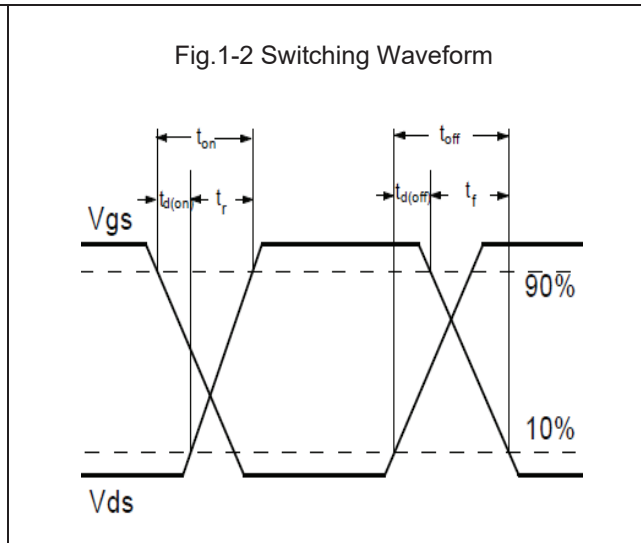 Fig.1-2 Switching Waveform
ton toff
td(on) tr td(off) tf
Vgs
90%
10%
Vds